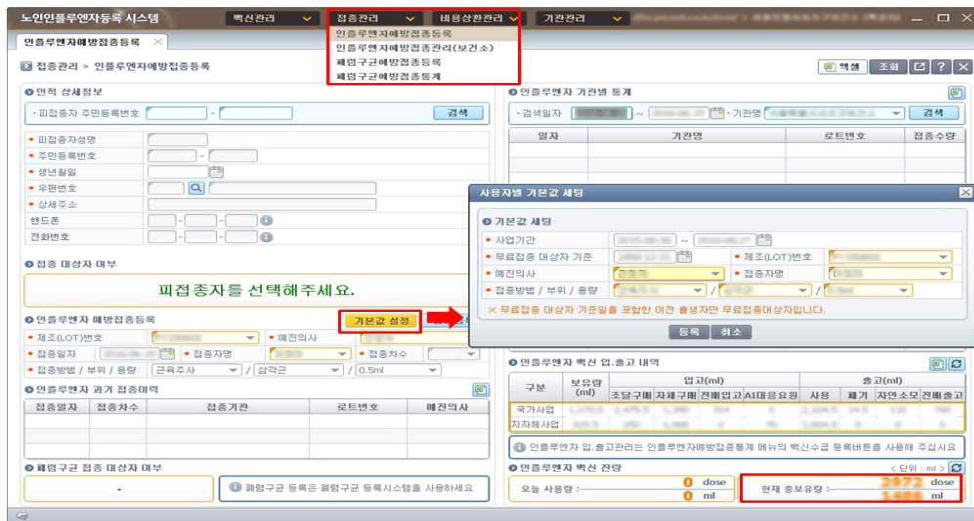 노인인플루엔자등록 시스템
백신관리 접종관리 비용상환관리 기관관리
인플루엔자예방접종등록
인플루엔자예방접종관리(보건소)
폐렴구균예방접종등록
폐렴구균예방접종통계
인플루엔자예방접종등록
접종관리 > 인플루엔자예방접종등록
엑셀 조회 ?
인적 상세정보
피접종자 주민등록번호 - 검색
피접종자성명
주민등록번호 -
생년월일
우편번호
상세주소
핸드폰 - -
전화번호 - -
접종 대상자 여부
피접종자를 선택해주세요.
인플루엔자 예방접종등록
기본값 설정
제조(LOT)번호 예진의사
접종일자 접종자명 접종차수
접종방법 / 부위 / 용량 근육주사 / 삼각근 / 0.5ml
인플루엔자 과거 접종이력
접종일자 접종차수 접종기관 로트번호 예진의사
폐렴구균 접종 대상자 여부
-
폐렴구균 등록은 폐렴구균 등록시스템을 사용하세요
인플루엔자 기관별 통계
검색일자 ~ 기관명 검색
일자 기관명 로트번호 접종수량
사용자별 기본값 세팅
기본값 세팅
사업기간 ~
무료접종 대상자 기준 제조(LOT)번호
예진의사 접종자명
접종방법 / 부위 / 용량 / /
※ 무료접종 대상자 기준일을 포함한 이전 출생자만 무료접종대상자입니다.
등록 취소
인플루엔자 백신 입.출고 내역
구분 보유량(ml) 입고(ml) 출고(ml)
조달구매 자체구매 전배입고 AI대응요원 사용 폐기 자연소모 전배출고
국가사업
지자체사업
인플루엔자 입.출고관리는 인플루엔자예방접종통계 메뉴의 백신수급 등록버튼을 사용해 주십시요
인플루엔자 백신 잔량
< 단위 : ml >
오늘 사용량 : 0 dose
0 ml
현재 총보유량 : 2972 dose
1486 ml